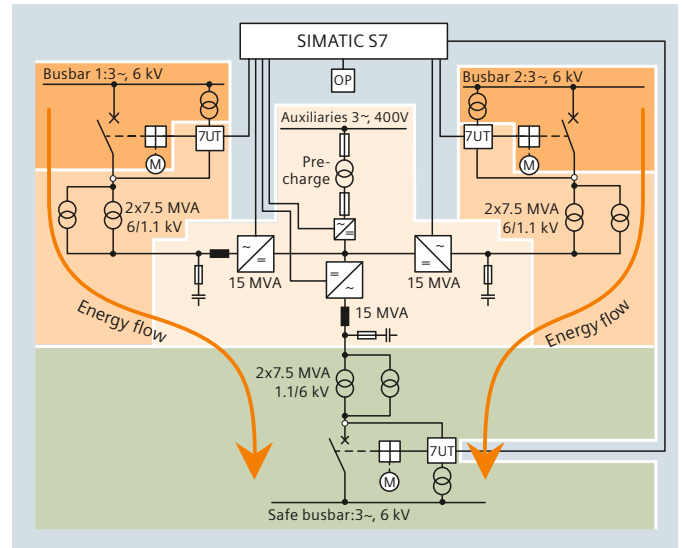 SIMATIC S7
OP
Busbar 1:3~, 6 kV
Busbar 2:3~, 6 kV
Auxiliaries 3~, 400V
7UT
7UT
M
M
Pre-
charge
2x7.5 MVA
6/1.1 kV
2x7.5 MVA
6/1.1 kV
~
=
~
=
~
=
15 MVA
=
~
15 MVA
15 MVA
Energy flow
Energy flow
2x7.5 MVA
1.1/6 kV
7UT
M
Safe busbar:3~, 6 kV